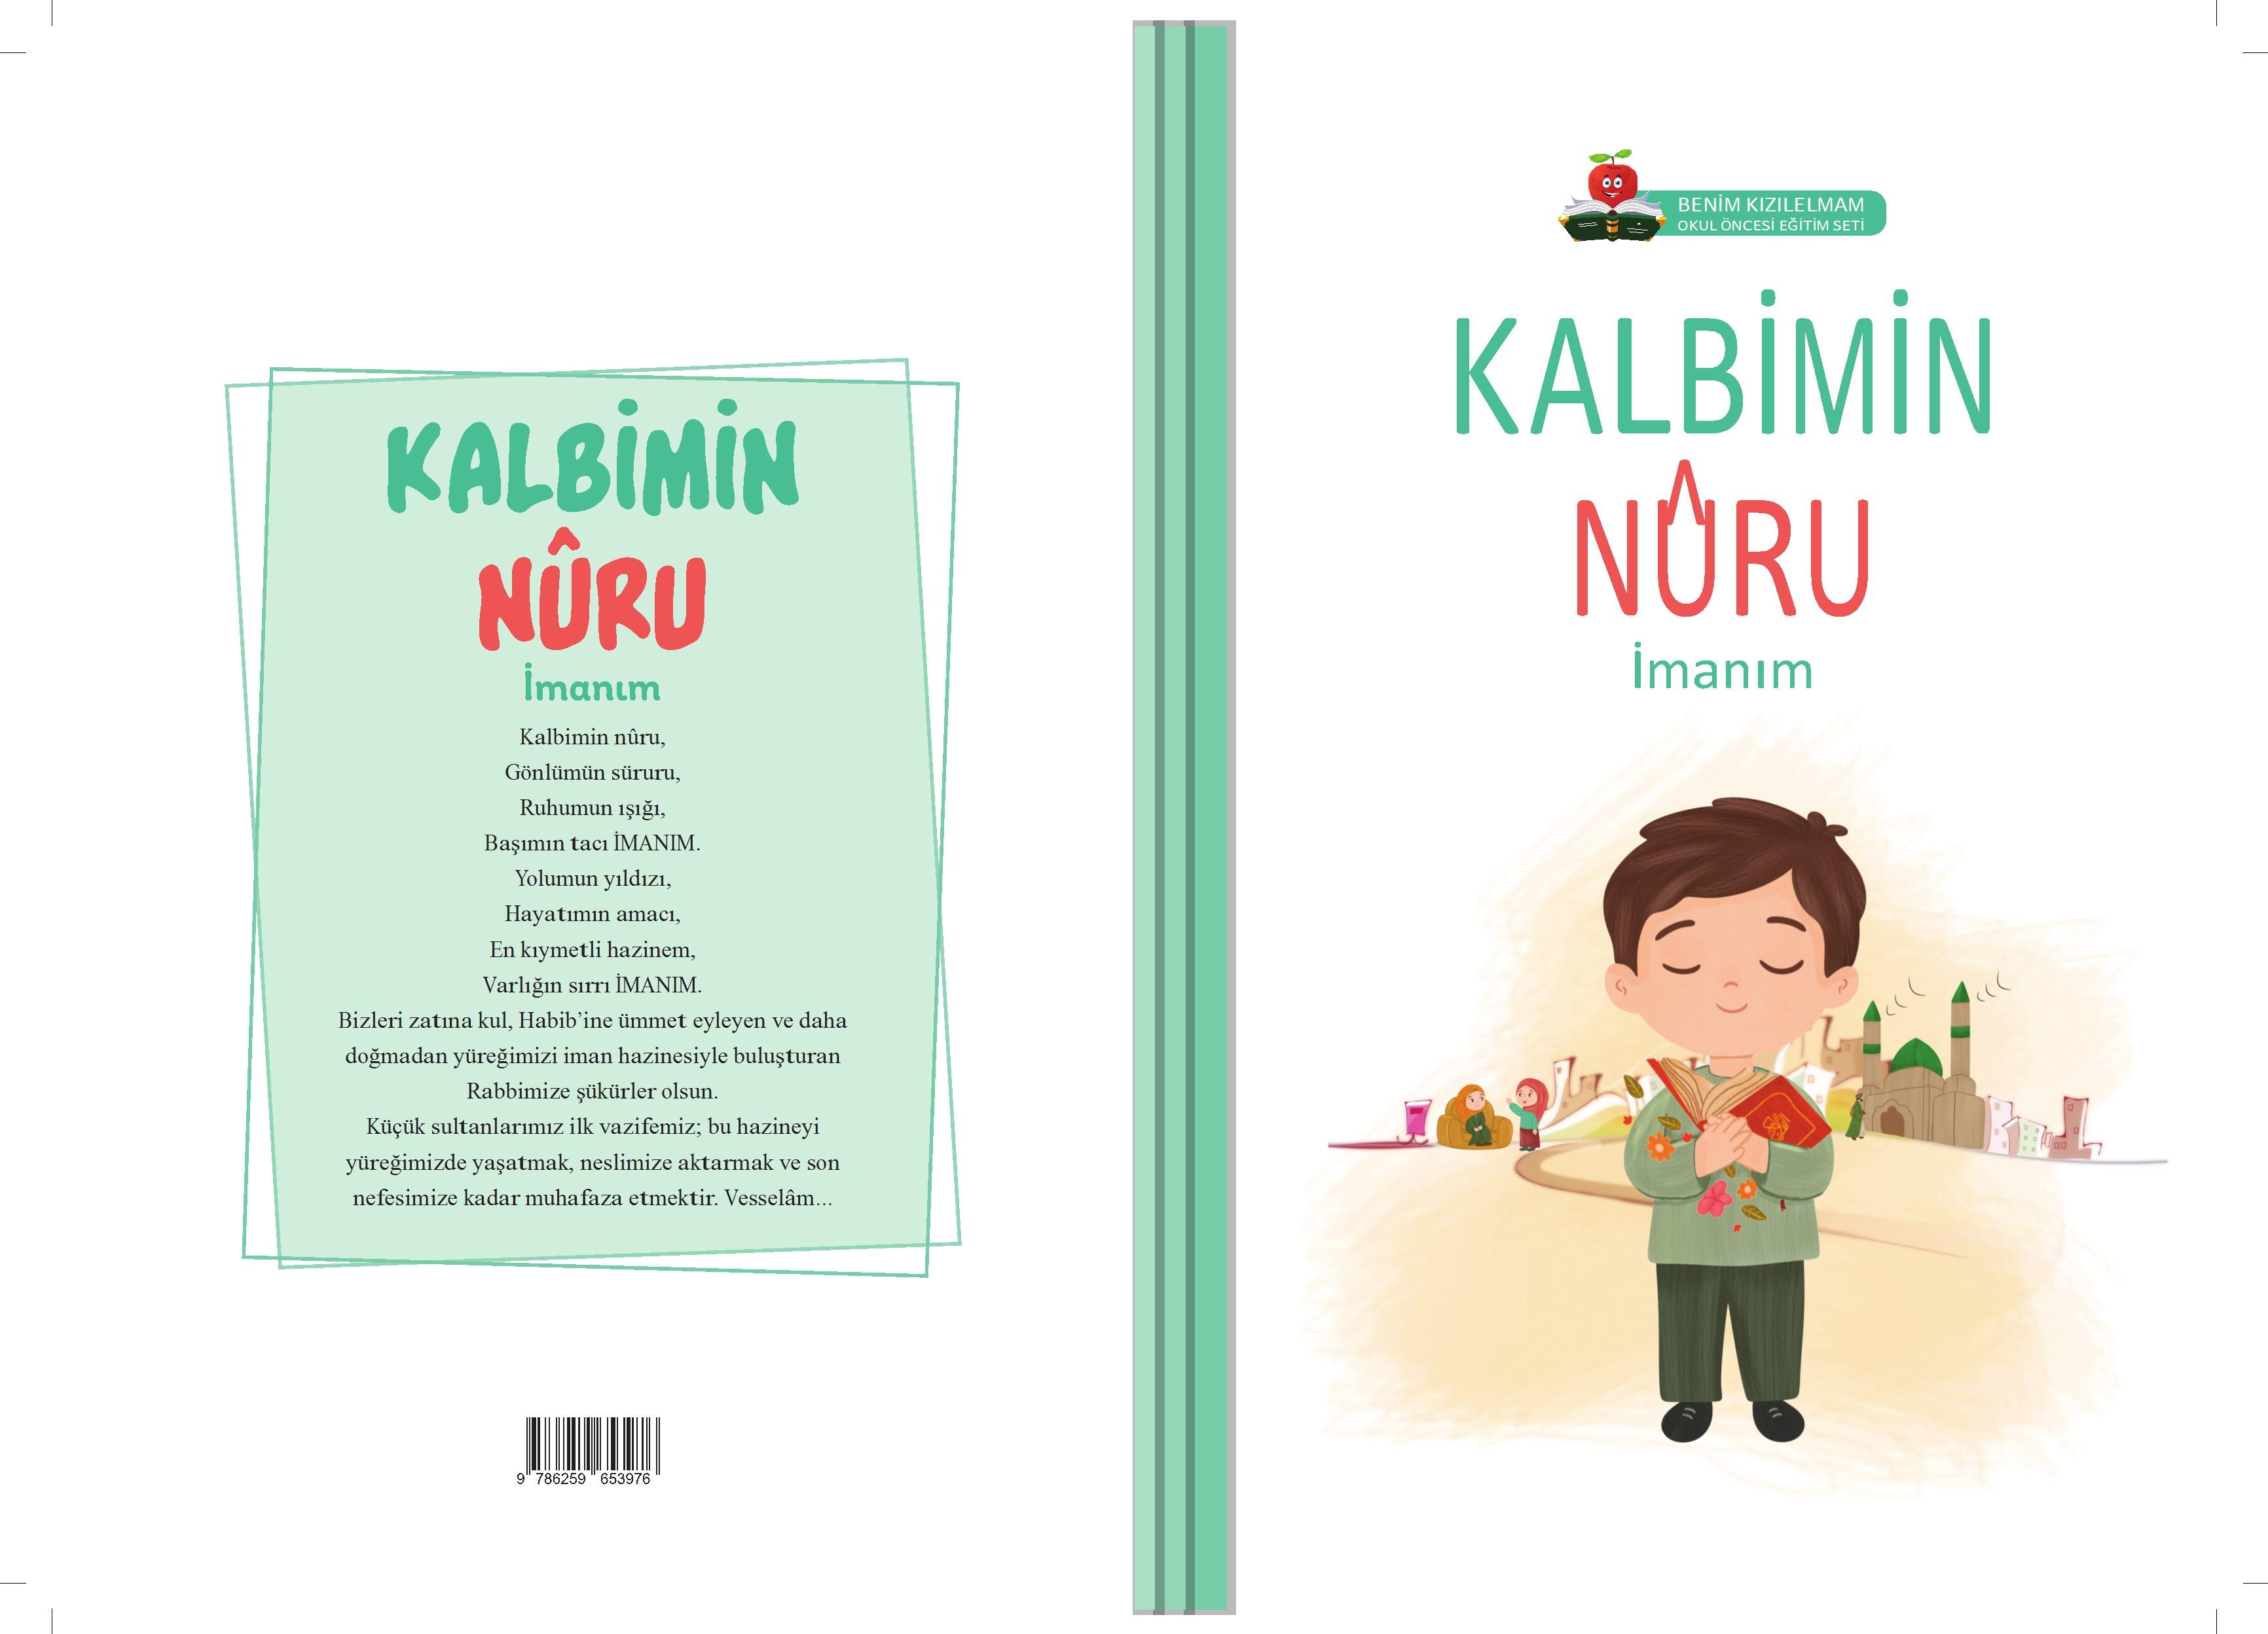 KALBİMİN
NÛRU
İmanım
Kalbimin nûru,
Gönlümün süruru,
Ruhumun ışığı,
Başımın tacı İMANIM.
Yolumun yıldızı,
Hayatımın amacı,
En kıymetli hazinem,
Varlığın sırrı İMANIM.
Bizleri zatına kul, Habib’ine ümmet eyleyen ve daha
doğmadan yüreğimizi iman hazinesiyle buluşturan
Rabbimize şükürler olsun.
Küçük sultanlarımız ilk vazifemiz; bu hazineyi
yüreğimizde yaşatmak, neslimize aktarmak ve son
nefesimize kadar muhafaza etmektir. Vesselâm...
9 786259 653976
BENİM KIZILELMAM
OKUL ÖNCESİ EĞİTİM SETİ
KALBİMİN
NÛRU
İmanım